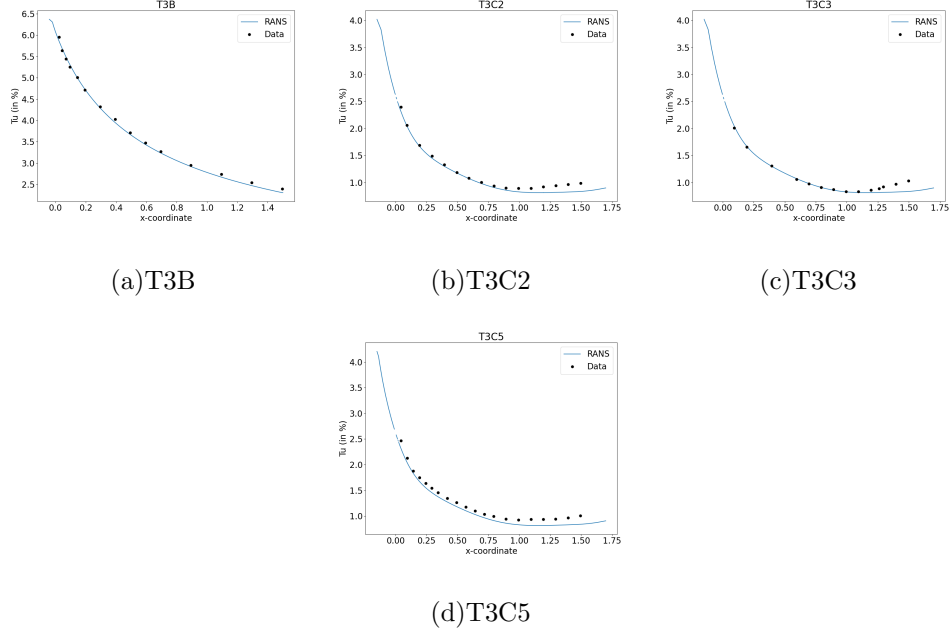 T3B
Tu (in %)
6.5
6.0
5.5
5.0
4.5
4.0
3.5
3.0
2.5
0.0 0.2 0.4 0.6 0.8 1.0 1.2 1.4
x-coordinate
RANS
Data
(a)T3B
T3C2
Tu (in %)
4.0
3.5
3.0
2.5
2.0
1.5
1.0
0.00 0.25 0.50 0.75 1.00 1.25 1.50 1.75
x-coordinate
RANS
Data
(b)T3C2
T3C3
Tu (in %)
4.0
3.5
3.0
2.5
2.0
1.5
1.0
0.00 0.25 0.50 0.75 1.00 1.25 1.50 1.75
x-coordinate
RANS
Data
(c)T3C3
T3C5
Tu (in %)
4.0
3.5
3.0
2.5
2.0
1.5
1.0
0.00 0.25 0.50 0.75 1.00 1.25 1.50 1.75
x-coordinate
RANS
Data
(d)T3C5